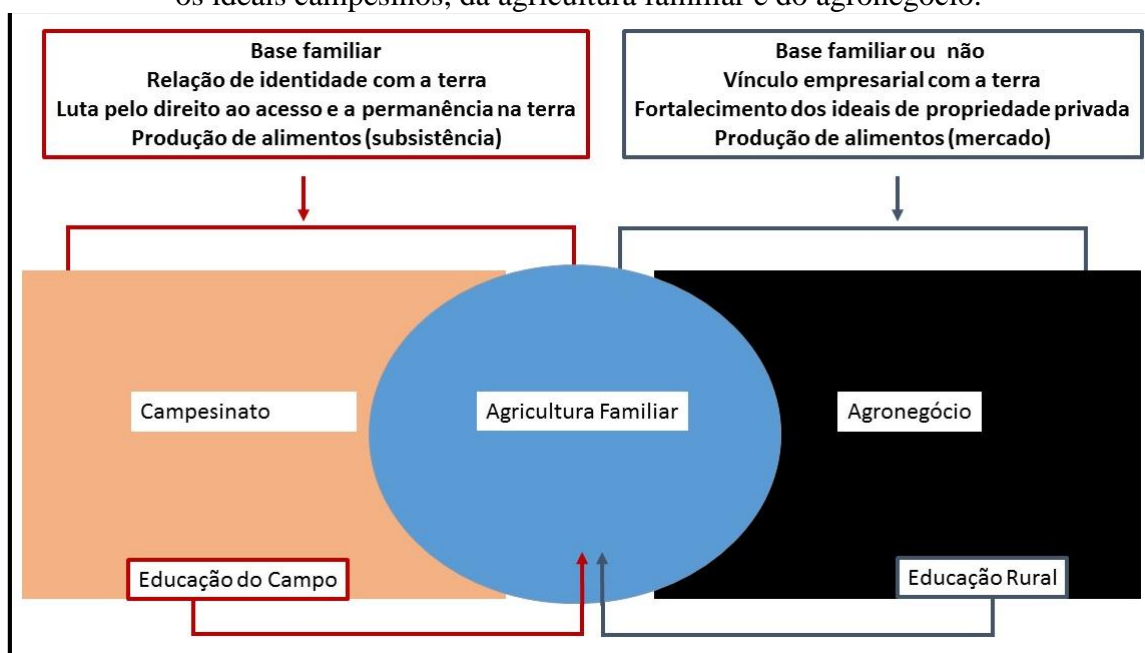 os ideais campesinos, da agricultura familiar e do agronegócio.
Base familiar
Relação de identidade com a terra
Luta pelo direito ao acesso e a permanência na terra
Produção de alimentos (subsistência)
Base familiar ou não
Vínculo empresarial com a terra
Fortalecimento dos ideais de propriedade privada
Produção de alimentos (mercado)
Campesinato
Agricultura Familiar
Agronegócio
Educação do Campo
Educação Rural